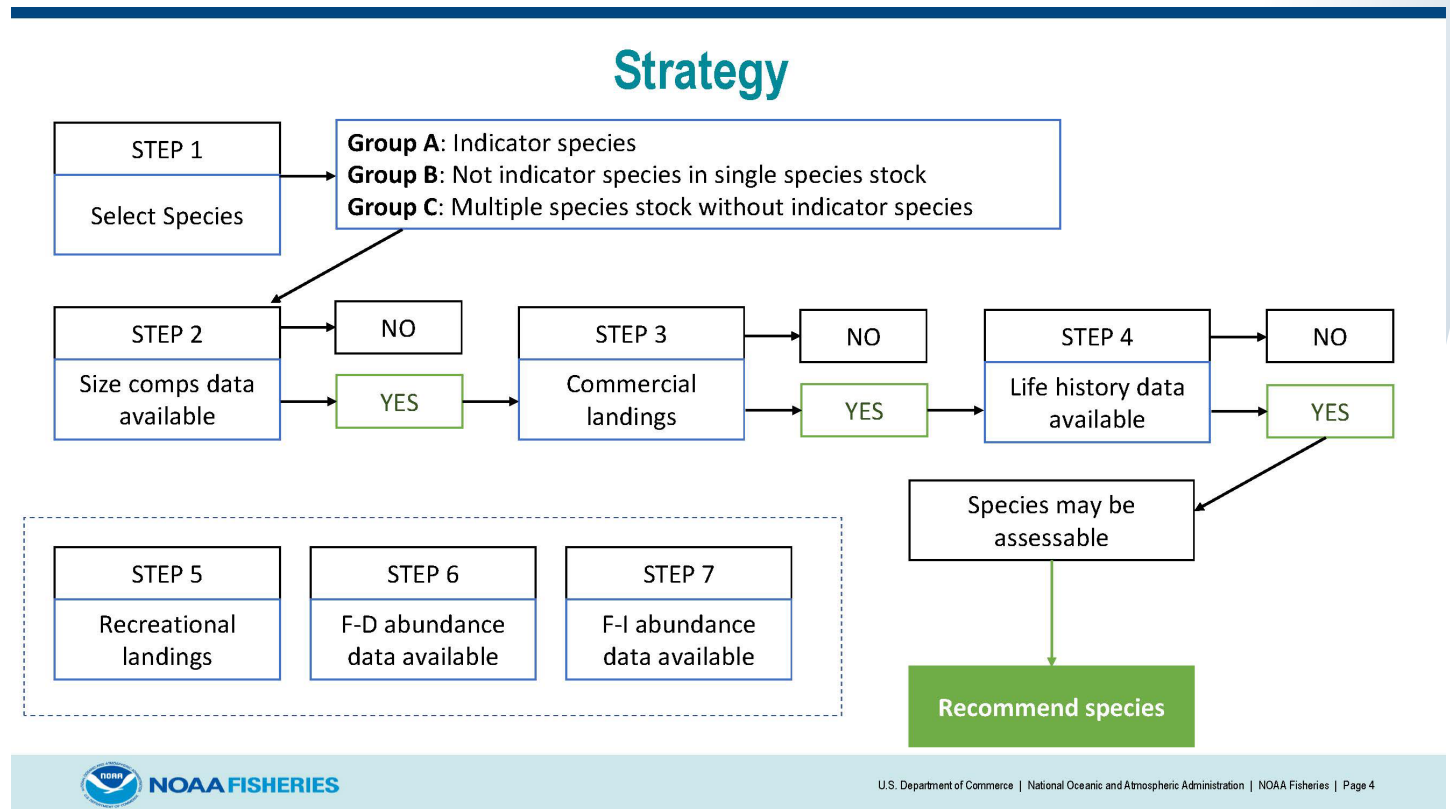 Strategy
STEP 1
Select Species
Group A: Indicator species
Group B: Not indicator species in single species stock
Group C: Multiple species stock without indicator species
STEP 2
Size comps data
available
NO
YES
STEP 3
Commercial
landings
NO
YES
STEP 4
Life history data
available
NO
YES
Species may be
assessable
Recommend species
STEP 5
Recreational
landings
STEP 6
F-D abundance
data available
STEP 7
F-I abundance
data available
NOAA
NOAA FISHERIES
U.S. Department of Commerce | National Oceanic and Atmospheric Administration | NOAA Fisheries | Page 4